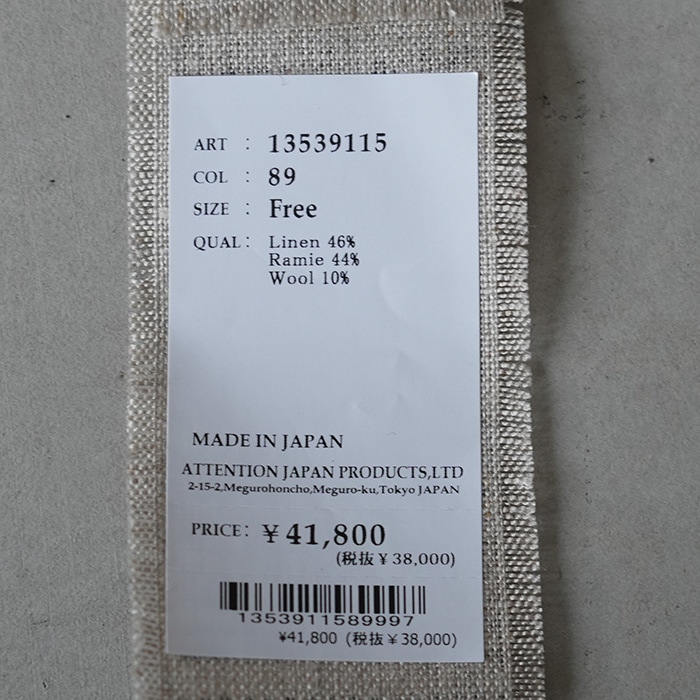 ART : 13539115
COL : 89
SIZE : Free
QUAL : Linen 46%
Ramie 44%
Wool 10%
MADE IN JAPAN
ATTENTION JAPAN PRODUCTS,LTD
2-15-2,Megurohoncho,Meguro-ku,Tokyo JAPAN
PRICE: ¥41,800
(税抜¥38,000)
1353911589997
¥41,800 (税抜¥38,000)